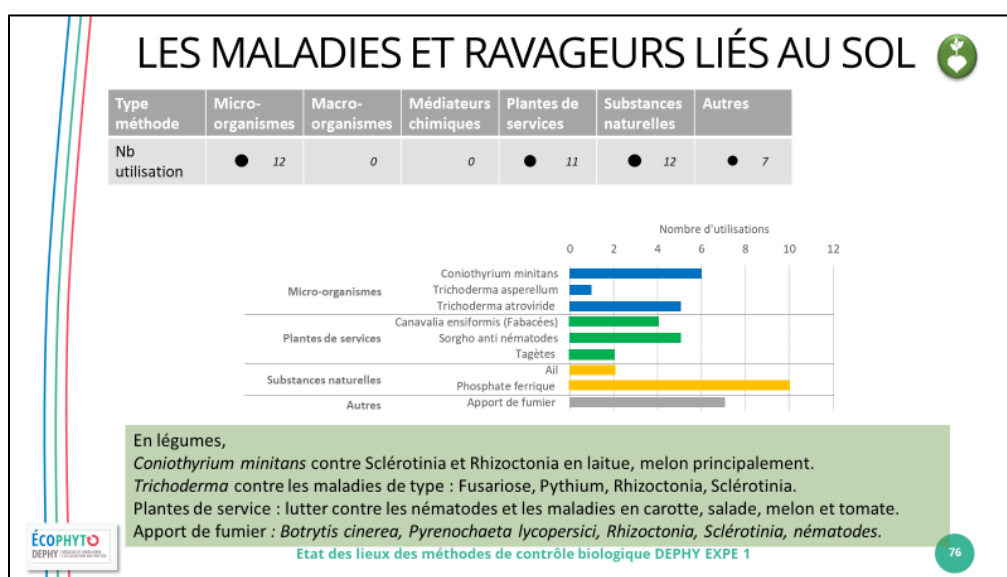 LES MALADIES ET RAVAGEURS LIÉS AU SOL
Type méthode
Micro-organismes
Macro-organismes
Médiateurs chimiques
Plantes de services
Substances naturelles
Autres
Nb utilisation
12
0
0
11
12
7
Nombre d'utilisations
0 2 4 6 8 10 12
Micro-organismes
Coniothyrium minitans
Trichoderma asperellum
Trichoderma atroviride
Plantes de services
Canavalia ensiformis (Fabacées)
Sorgho anti nématodes
Tagètes
Substances naturelles
Ail
Phosphate ferrique
Autres
Apport de fumier
En légumes,
Coniothyrium minitans contre Sclérotinia et Rhizoctonia en laitue, melon principalement.
Trichoderma contre les maladies de type : Fusariose, Pythium, Rhizoctonia, Sclérotinia.
Plantes de service : lutter contre les nématodes et les maladies en carotte, salade, melon et tomate.
Apport de fumier : Botrytis cinerea, Pyrenochaeta lycopersici, Rhizoctonia, Sclérotinia, nématodes.
ÉCOPHYTO
DEPHY
Etat des lieux des méthodes de contrôle biologique DEPHY EXPE 1
76